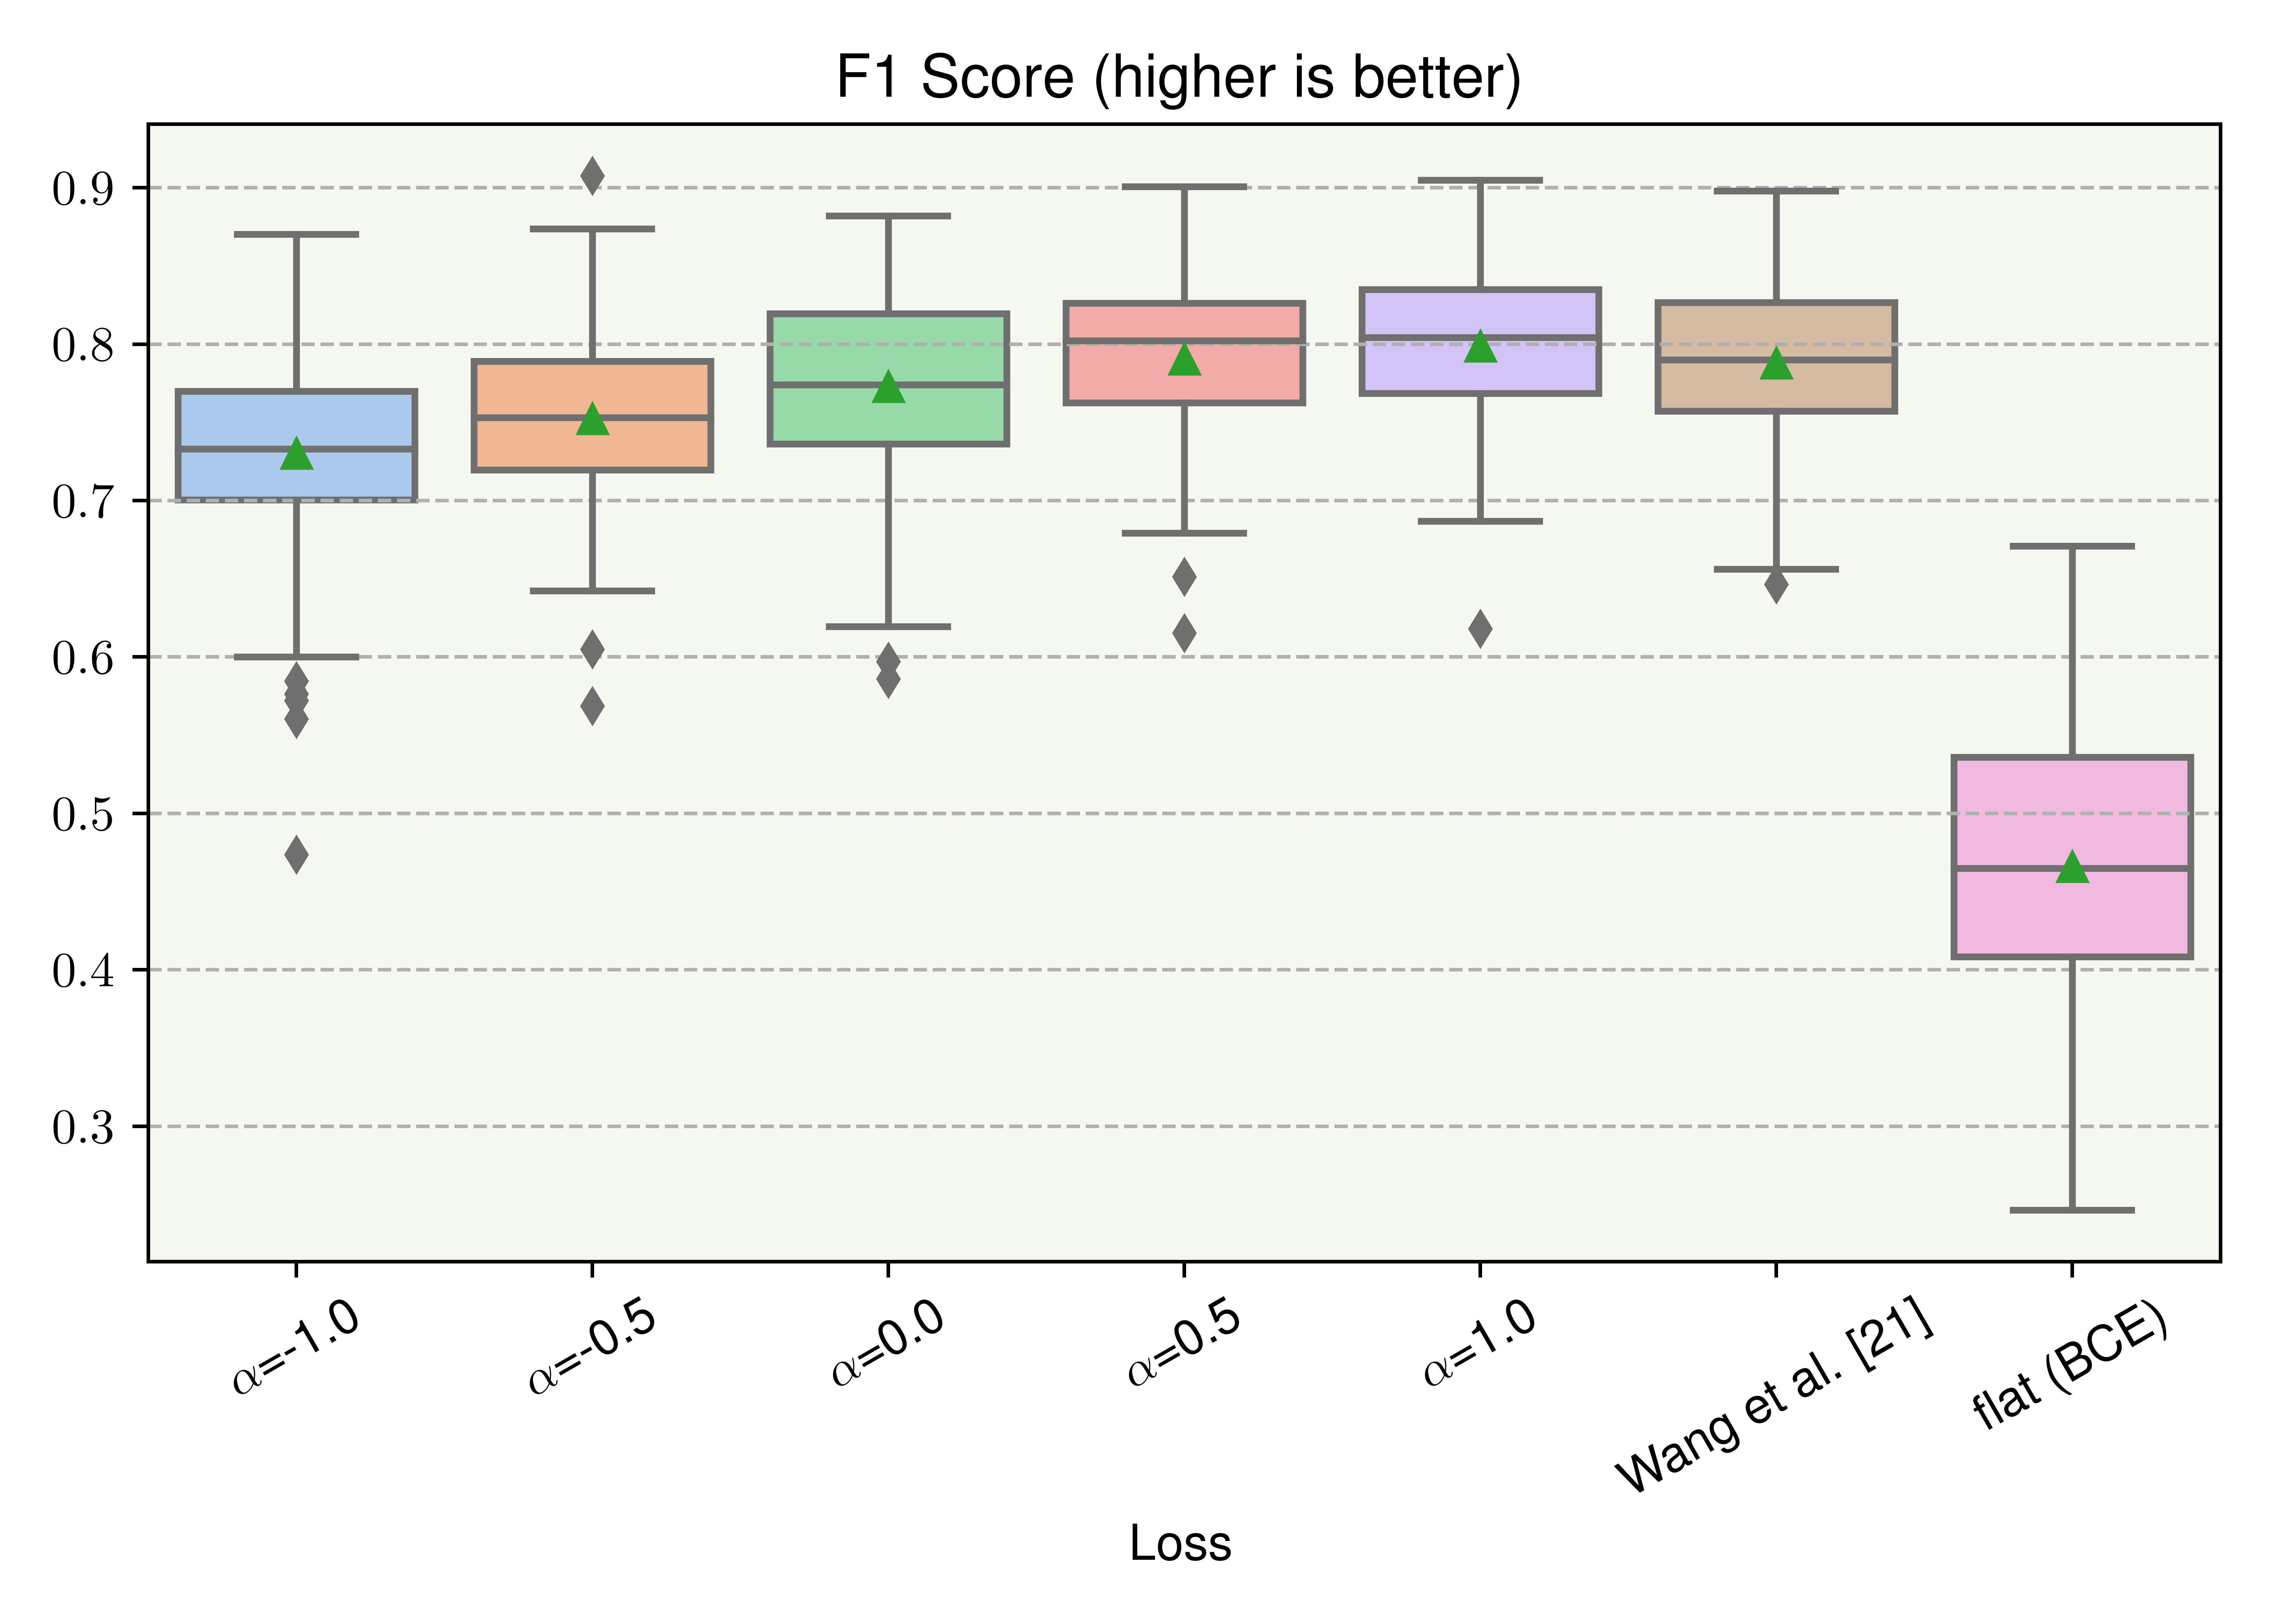 F1 Score (higher is better)
0.9
0.8
0.7
0.6
0.5
0.4
0.3
α=-1.0
α=-0.5
α=0.0
α=0.5
α=1.0
Wang et al. [21]
flat (BCE)
Loss